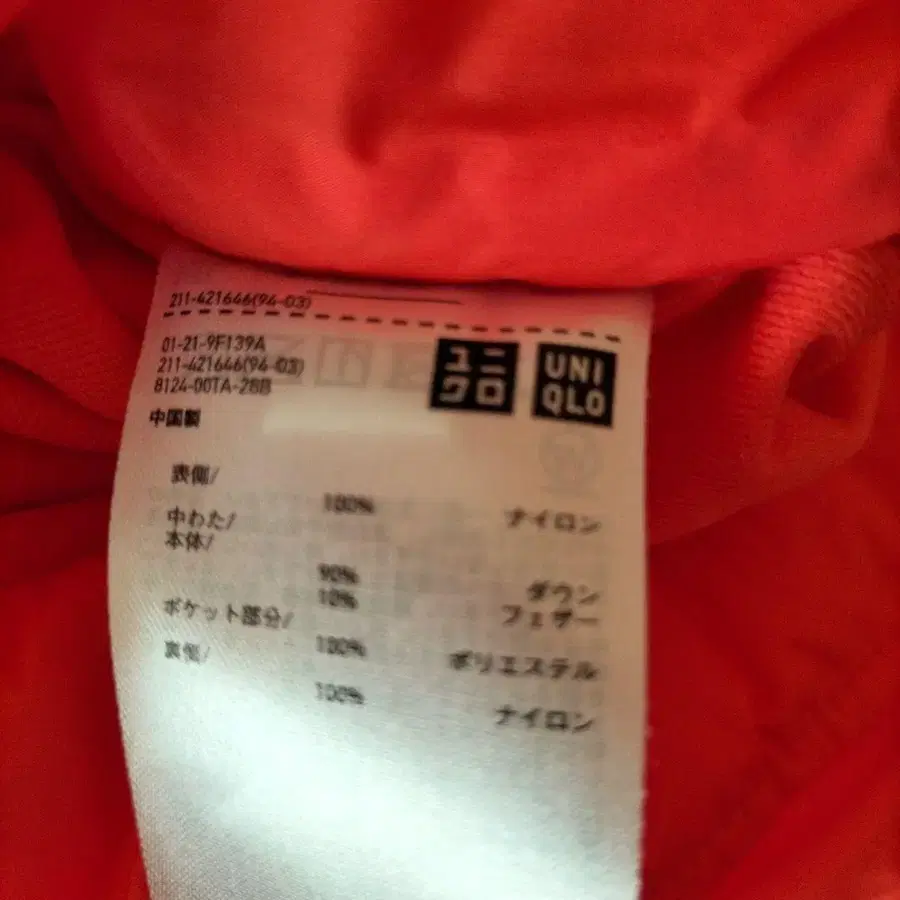 211-421646(94-03)
01-21-9F139A
211-421646(94-03)
8124-00TA-28B
ユニ
クロ
UNI
QLO
中国製
表側/
100% ナイロン
中わた/
本体/
90% ダウン
10% フェザー
ポケット部分/
100% ポリエステル
裏側/
100% ナイロン